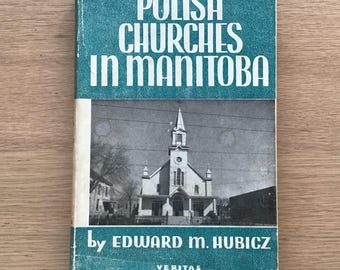 POLISH
CHURCHES
IN MANITOBA
by EDWARD M. HUBICZ
VERITAS